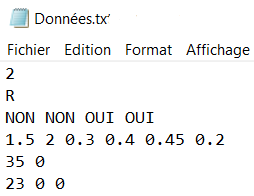 Données.tx
Fichier Edition Format Affichage
2
R
NON NON OUI OUI
1.5 2 0.3 0.4 0.45 0.2
35 0
23 0 0